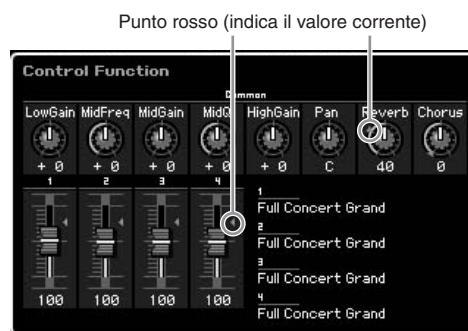 Punto rosso (indica il valore corrente)
Control Function
Common
LowGain MidFreq MidGain MidQ HighGain Pan Reverb Chorus
+ 0 + 0 + 0 + 0 + 0 C 40 0
1 2 3 4
1
Full Concert Grand
2
Full Concert Grand
3
Full Concert Grand
4
Full Concert Grand
100 100 100 100